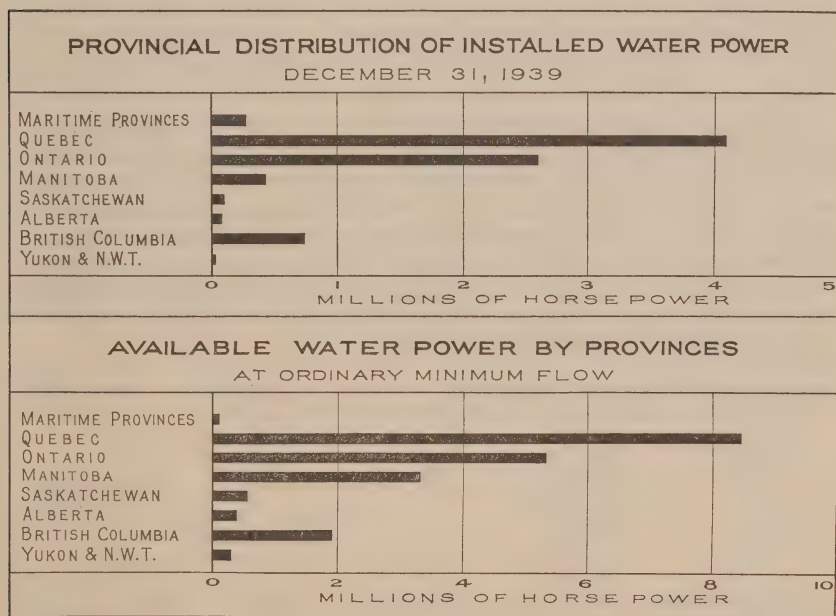 PROVINCIAL DISTRIBUTION OF INSTALLED WATER POWER
DECEMBER 31, 1939
MARITIME PROVINCES
QUEBEC
ONTARIO
MANITOBA
SASKATCHEWAN
ALBERTA
BRITISH COLUMBIA
YUKON & N.W.T.
0 1 2 3 4 5
MILLIONS OF HORSE POWER
AVAILABLE WATER POWER BY PROVINCES
AT ORDINARY MINIMUM FLOW
MARITIME PROVINCES
QUEBEC
ONTARIO
MANITOBA
SASKATCHEWAN
ALBERTA
BRITISH COLUMBIA
YUKON & N.W.T.
0 2 4 6 8 10
MILLIONS OF HORSE POWER